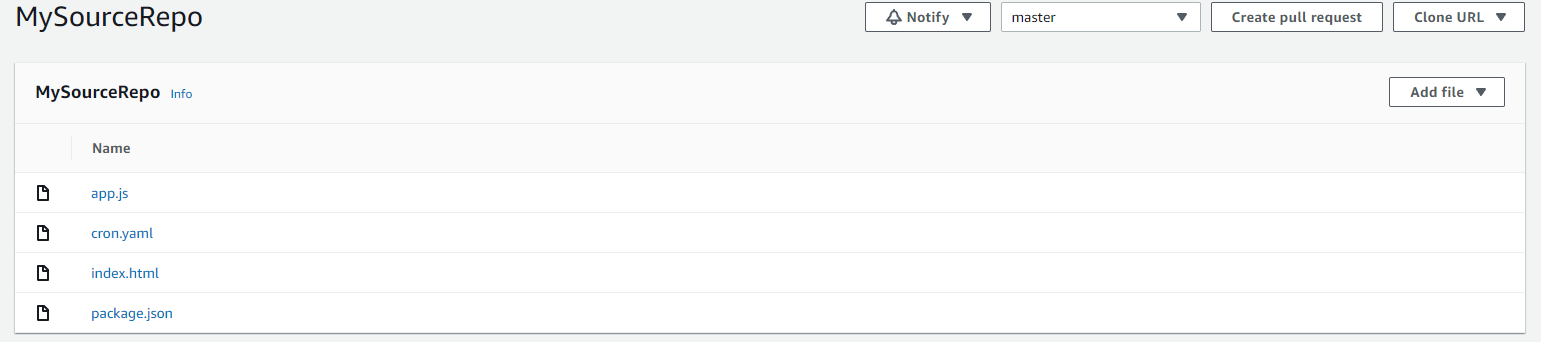 MySourceRepo
Notify
master
Create pull request
Clone URL
MySourceRepo Info
Add file
Name
app.js
cron.yaml
index.html
package.json